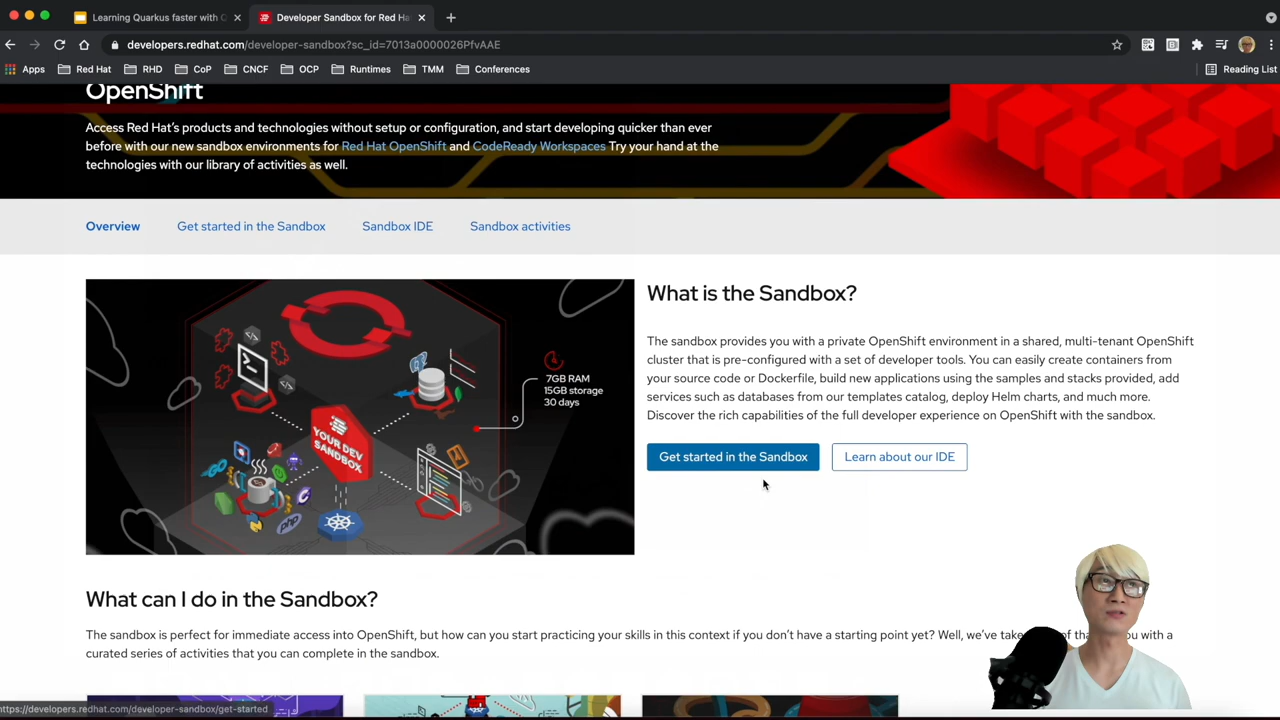 Learning Quarkus faster with Q
Developer Sandbox for Red Ha
developers.redhat.com/developer-sandbox?sc_id=7013a0000026PfvAAE
Apps
Red Hat
RHD
CoP
CNCF
OCP
Runtimes
TMM
Conferences
Reading List
OpenShift
Access Red Hat's products and technologies without setup or configuration, and start developing quicker than ever
before with our new sandbox environments for Red Hat OpenShift and CodeReady Workspaces Try your hand at the
technologies with our library of activities as well.
Overview
Get started in the Sandbox
Sandbox IDE
Sandbox activities
YOUR DEV
SANDBOX
php
7GB RAM
15GB storage
30 days
What is the Sandbox?
The sandbox provides you with a private OpenShift environment in a shared, multi-tenant OpenShift
cluster that is pre-configured with a set of developer tools. You can easily create containers from
your source code or Dockerfile, build new applications using the samples and stacks provided, add
services such as databases from our templates catalog, deploy Helm charts, and much more.
Discover the rich capabilities of the full developer experience on OpenShift with the sandbox.
Get started in the Sandbox
Learn about our IDE
What can I do in the Sandbox?
The sandbox is perfect for immediate access into OpenShift, but how can you start practicing your skills in this context if you don't have a starting point yet? Well, we've take of tha u with a
curated series of activities that you can complete in the sandbox.
https://developers.redhat.com/developer-sandbox/get-started